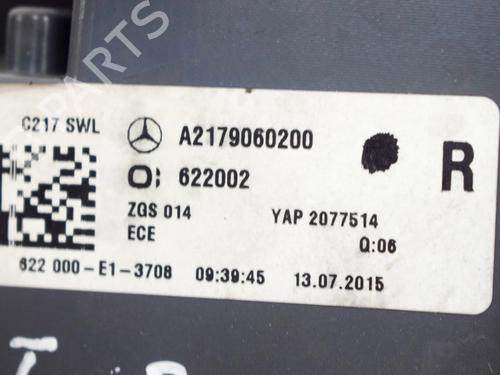 C217 SWL
A2179060200
622002
R
ZGS 014
YAP 2077514
ECE
Q:06
622 000-E1-3708 09:39:45 13.07.2015